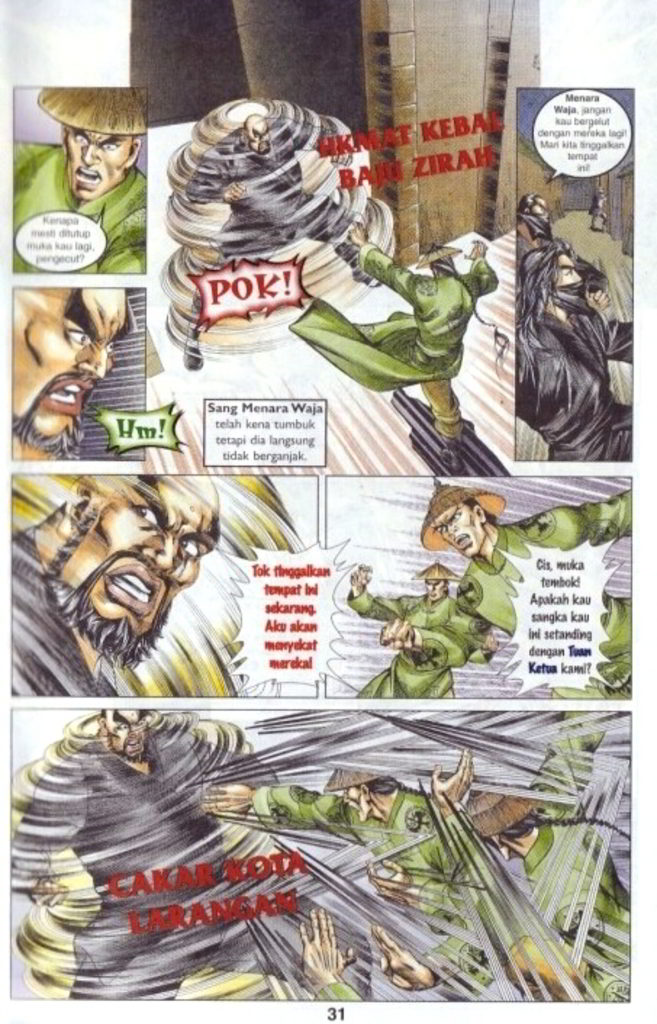 Kenapa
mesti ditutup
muka kau lagi,
pengecut?
HKMAT KEBAL
BAJU ZIRAH
POK!
Menara
Waja, jangan
kau bergelut
dengan mereka lagi!
Mari kita tinggalkan
tempat
ini!
Hm!
Sang Menara Waja
telah kena tumbuk
tetapi dia langsung
tidak berganjak.
Tok tinggalkan
tempat ini
sekarang.
Aku akan
menyekat
mereka!
Cis, muka
tembok!
Apakah kau
sangka kau
ini setanding
dengan Tuan
Ketua kami?
CAKAR KOTA
LARANGAN
31